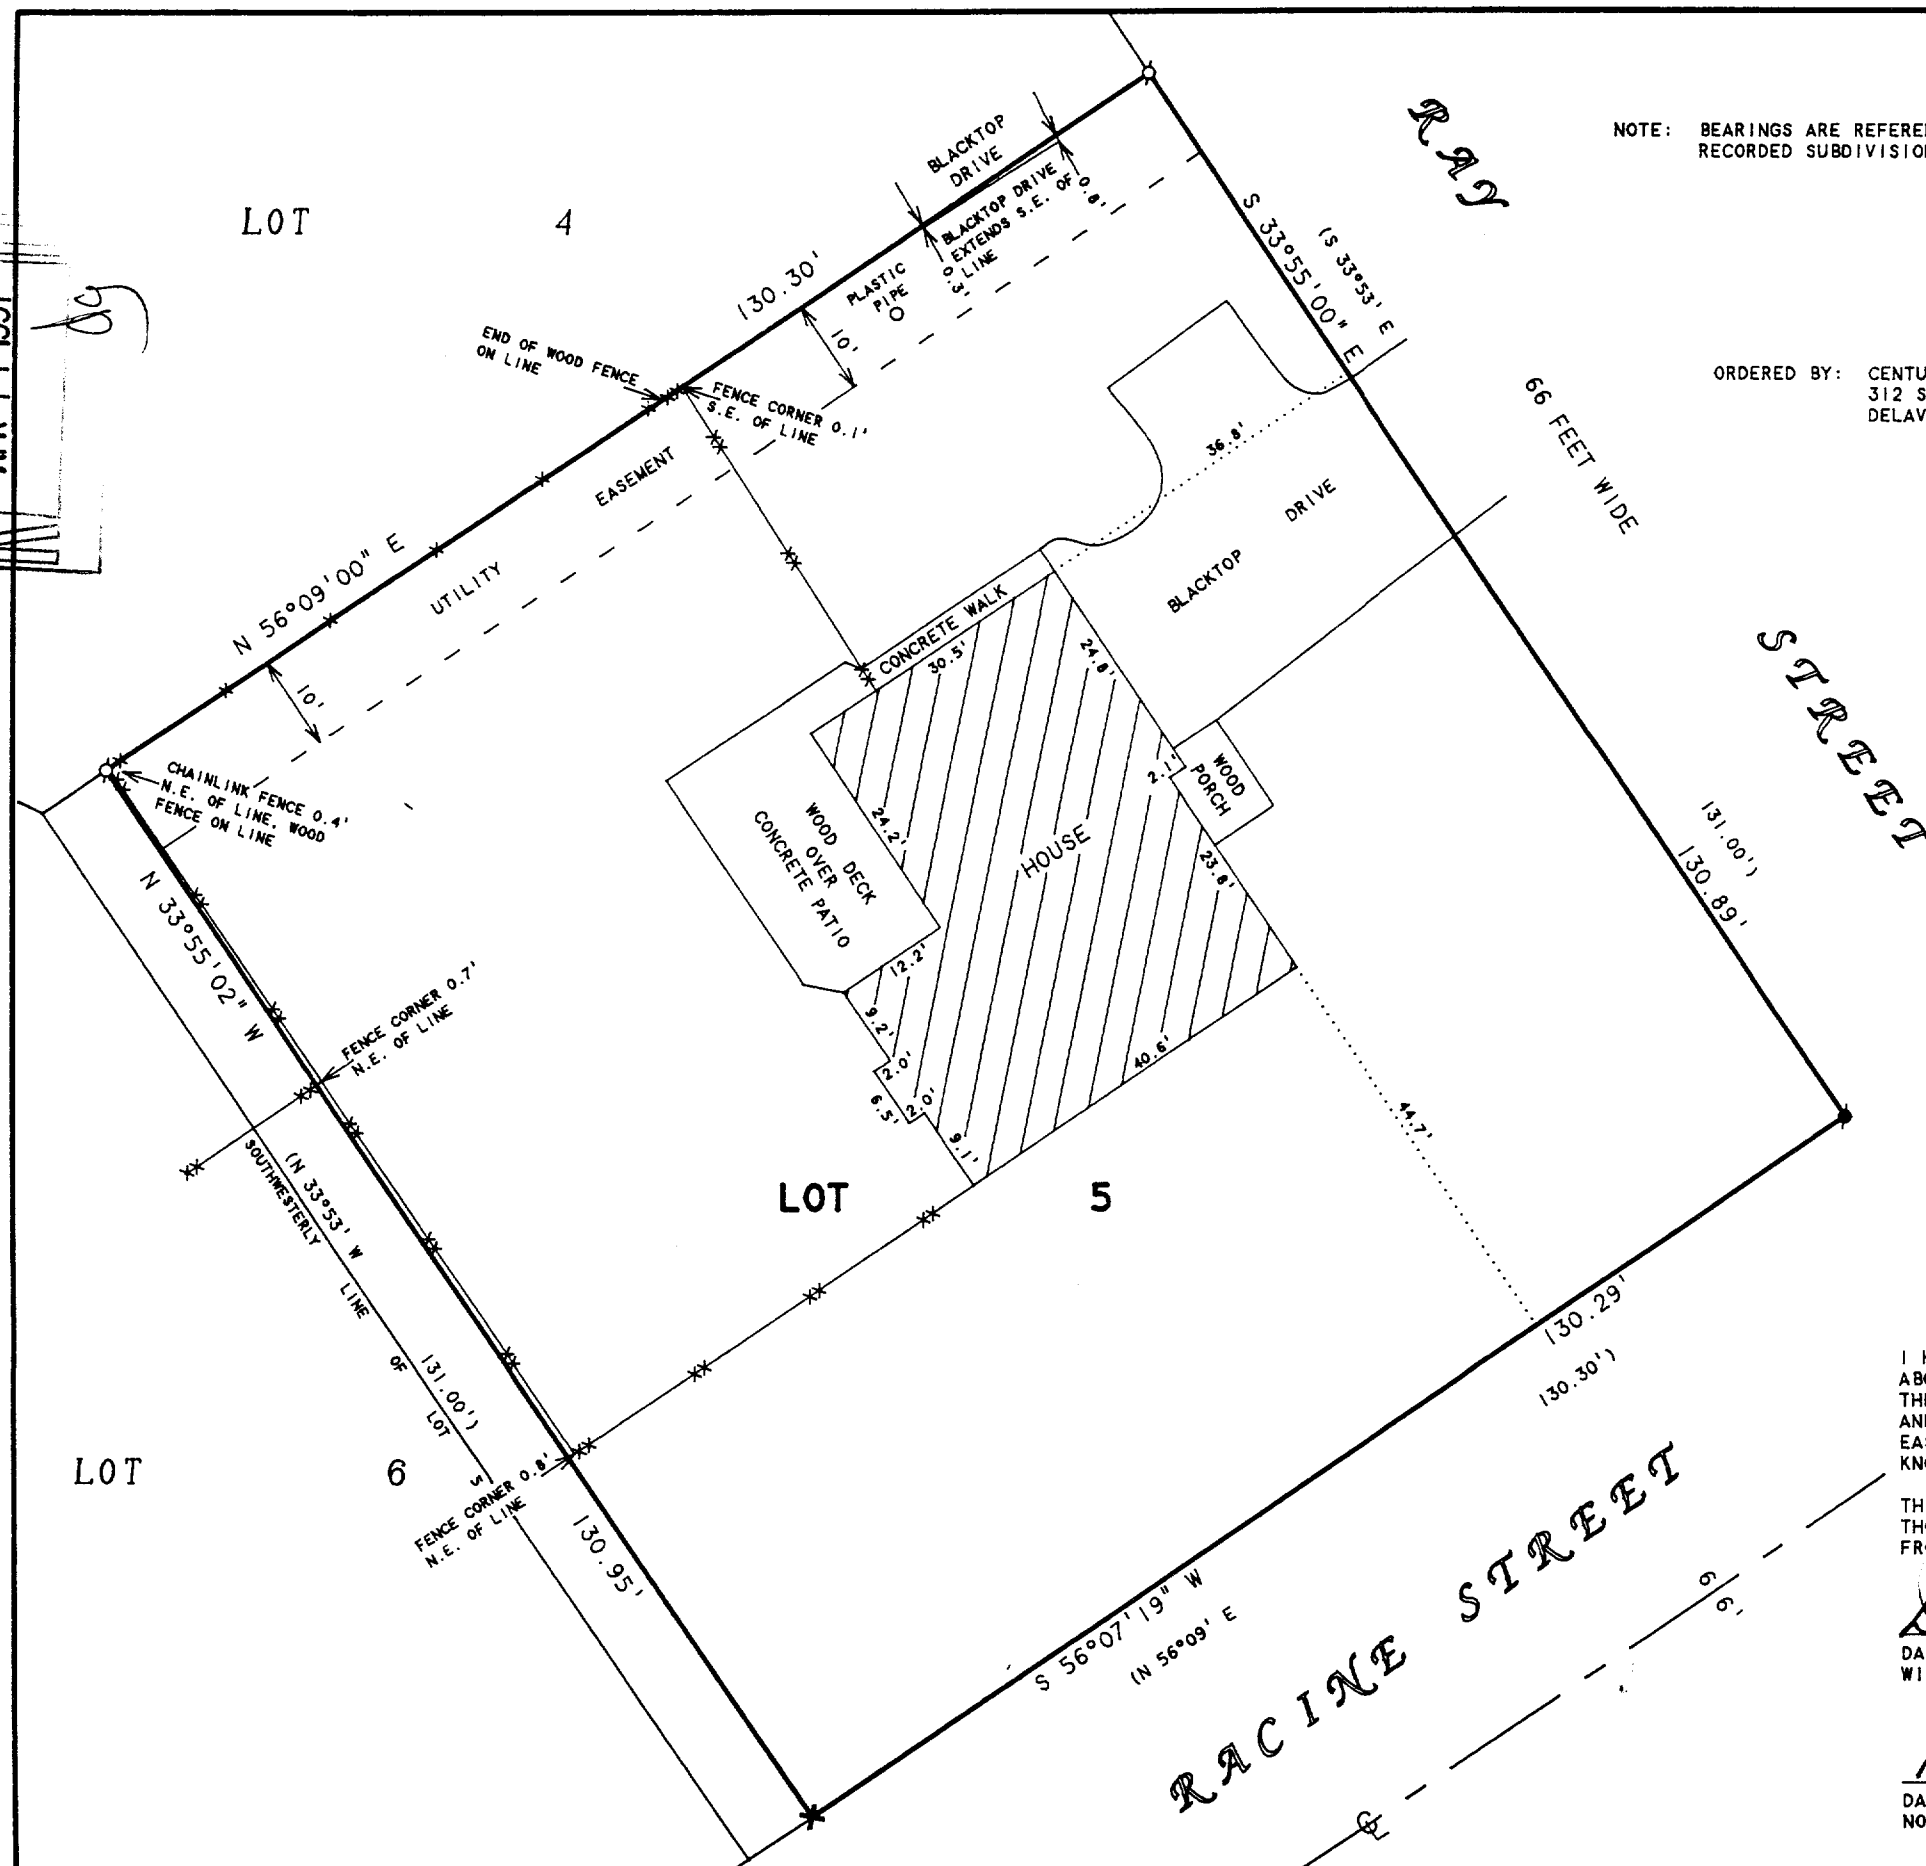 NOTE: BEARINGS ARE
RECORDED
ORDERED BY:
312
LOT 4
BLACKTOP
DRIVE
BLACKTOP DRIVE
EXTENDS S.E. OF
LINE
0.8'
0.3'
PLASTIC
PIPE
130.30'
10'
END OF WOOD FENCE
ON LINE
FENCE CORNER 0.1'
S.E. OF LINE
N 56°09'00" E
UTILITY EASEMENT
10'
RAY STREET
66 FEET WIDE
S 33°55'00" E
(S 33°53' E
131.00')
130.89'
36.8'
BLACKTOP DRIVE
CONCRETE WALK
30.5'
24.8'
2.1'
WOOD
PORCH
23.8'
HOUSE
24.2'
WOOD DECK
OVER
CONCRETE PATIO
12.2'
9.2'
2.0'
6.5'
2.0'
9.1'
40.6'
44.7'
CHAINLINK FENCE 0.4'
N.E. OF LINE, WOOD
FENCE ON LINE
N 33°55'02" W
FENCE CORNER 0.7'
N.E. OF LINE
(N 33°53' W
131.00')
SOUTHWESTERLY LINE OF LOT 5
LOT 5
LOT 6
FENCE CORNER 0.8'
N.E. OF LINE
130.95'
130.29'
130.30')
S 56°07'19" W
(N 56°09' E
RACINE STREET
66'